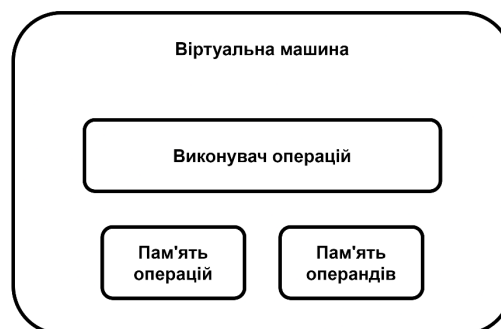 Віртуальна машина
Виконувач операцій
Пам'ять
операцій
Пам'ять
операндів